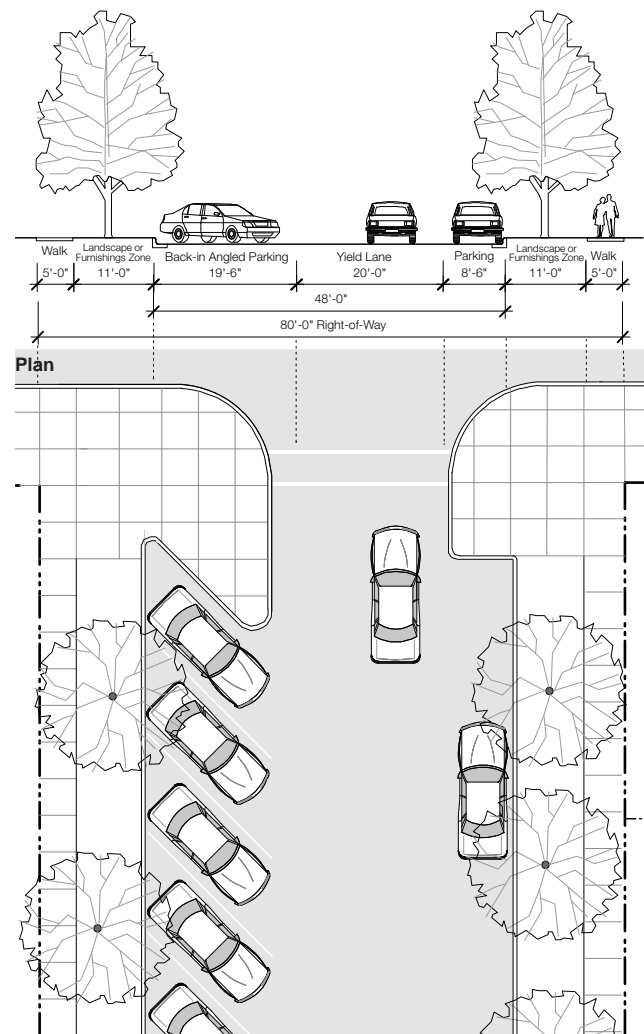 Walk
Landscape or
Furnishings Zone
Back-in Angled Parking
Yield Lane
Parking
Landscape or
Furnishings Zone
Walk
5'-0" 11'-0" 19'-6" 20'-0" 8'-6" 11'-0" 5'-0"
48'-0"
80'-0" Right-of-Way
Plan